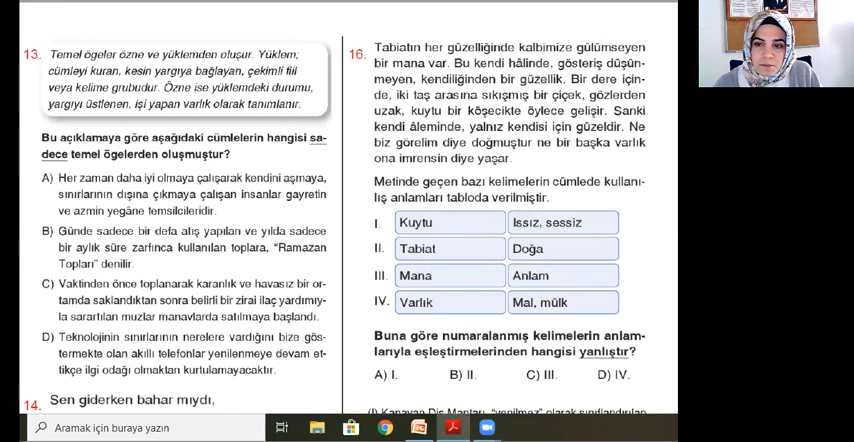 13. Temel ögeler özne ve yüklemden oluşur. Yüklem;
cümleyi kuran, kesin yargıya bağlayan, çekimli fiil
veya kelime grubudur. Özne ise yüklemdeki durumu,
yargıyı üstlenen, işi yapan varlık olarak tanımlanır.
Bu açıklamaya göre aşağıdaki cümlelerin hangisi sa-
dece temel ögelerden oluşmuştur?
A) Her zaman daha iyi olmaya çalışarak kendini aşmaya,
sınırlarının dışına çıkmaya çalışan insanlar gayretin
ve azmin yegâne temsilcileridir.
B) Günde sadece bir defa atış yapılan ve yılda sadece
bir aylık süre zarfınca kullanılan toplara, “Ramazan
Topları” denilir.
C) Vaktinden önce toplanarak karanlık ve havasız bir or-
tamda saklandıktan sonra belirli bir zirai ilaç yardımıy-
la sarartılan muzlar manavlarda satılmaya başlandı.
D) Teknolojinin sınırlarının nerelere vardığını bize gös-
termekte olan akıllı telefonlar yenilenmeye devam et-
tikçe ilgi odağı olmaktan kurtulamayacaktır.
14. Sen giderken bahar mıydı,
16. Tabiatın her güzelliğinde kalbimize gülümseyen
bir mana var. Bu kendi hâlinde, gösteriş düşün-
meyen, kendiliğinden bir güzellik. Bir dere için-
de, iki taş arasına sıkışmış bir çiçek, gözlerden
uzak, kuytu bir köşecikte öylece gelişir. Sanki
kendi âleminde, yalnız kendisi için güzeldir. Ne
biz görelim diye doğmuştur ne bir başka varlık
ona imrensin diye yaşar.
Metinde geçen bazı kelimelerin cümlede kullanı-
lış anlamları tabloda verilmiştir.
I. Kuytu Issız, sessiz
II. Tabiat Doğa
III. Mana Anlam
IV. Varlık Mal, mülk
Buna göre numaralanmış kelimelerin anlam-
larıyla eşleştirmelerinden hangisi yanlıştır?
A) I. B) II. C) III. D) IV.
(I) Kanayan Diş Mantarı, “yenilmez” olarak sınıflandırılan
Aramak için buraya yazın